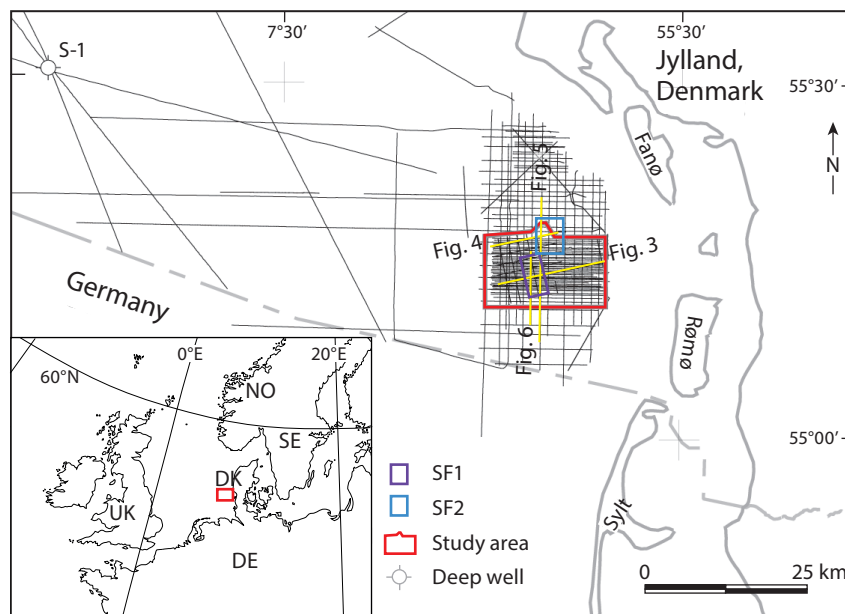 7°30'
55°30'
S-1
Jylland,
Denmark
55°30'
Fanø
N
Fig. 5
Fig. 4
Fig. 3
Germany
Rømø
Fig. 6
0°E
20°E
60°N
NO
SE
DK
UK
DE
55°00'
SF1
SF2
Study area
Deep well
Sylt
0
25 km